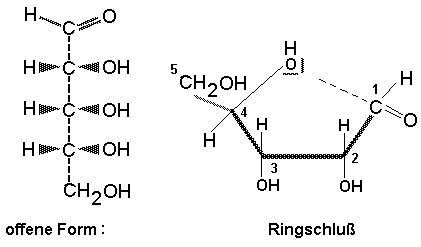 H C O
H C OH
H C OH
H C OH
CH2OH
offene Form :
H
O
5
CH2OH
1
H
C
O
4
H
H
H
3
2
OH
OH
Ringschluß